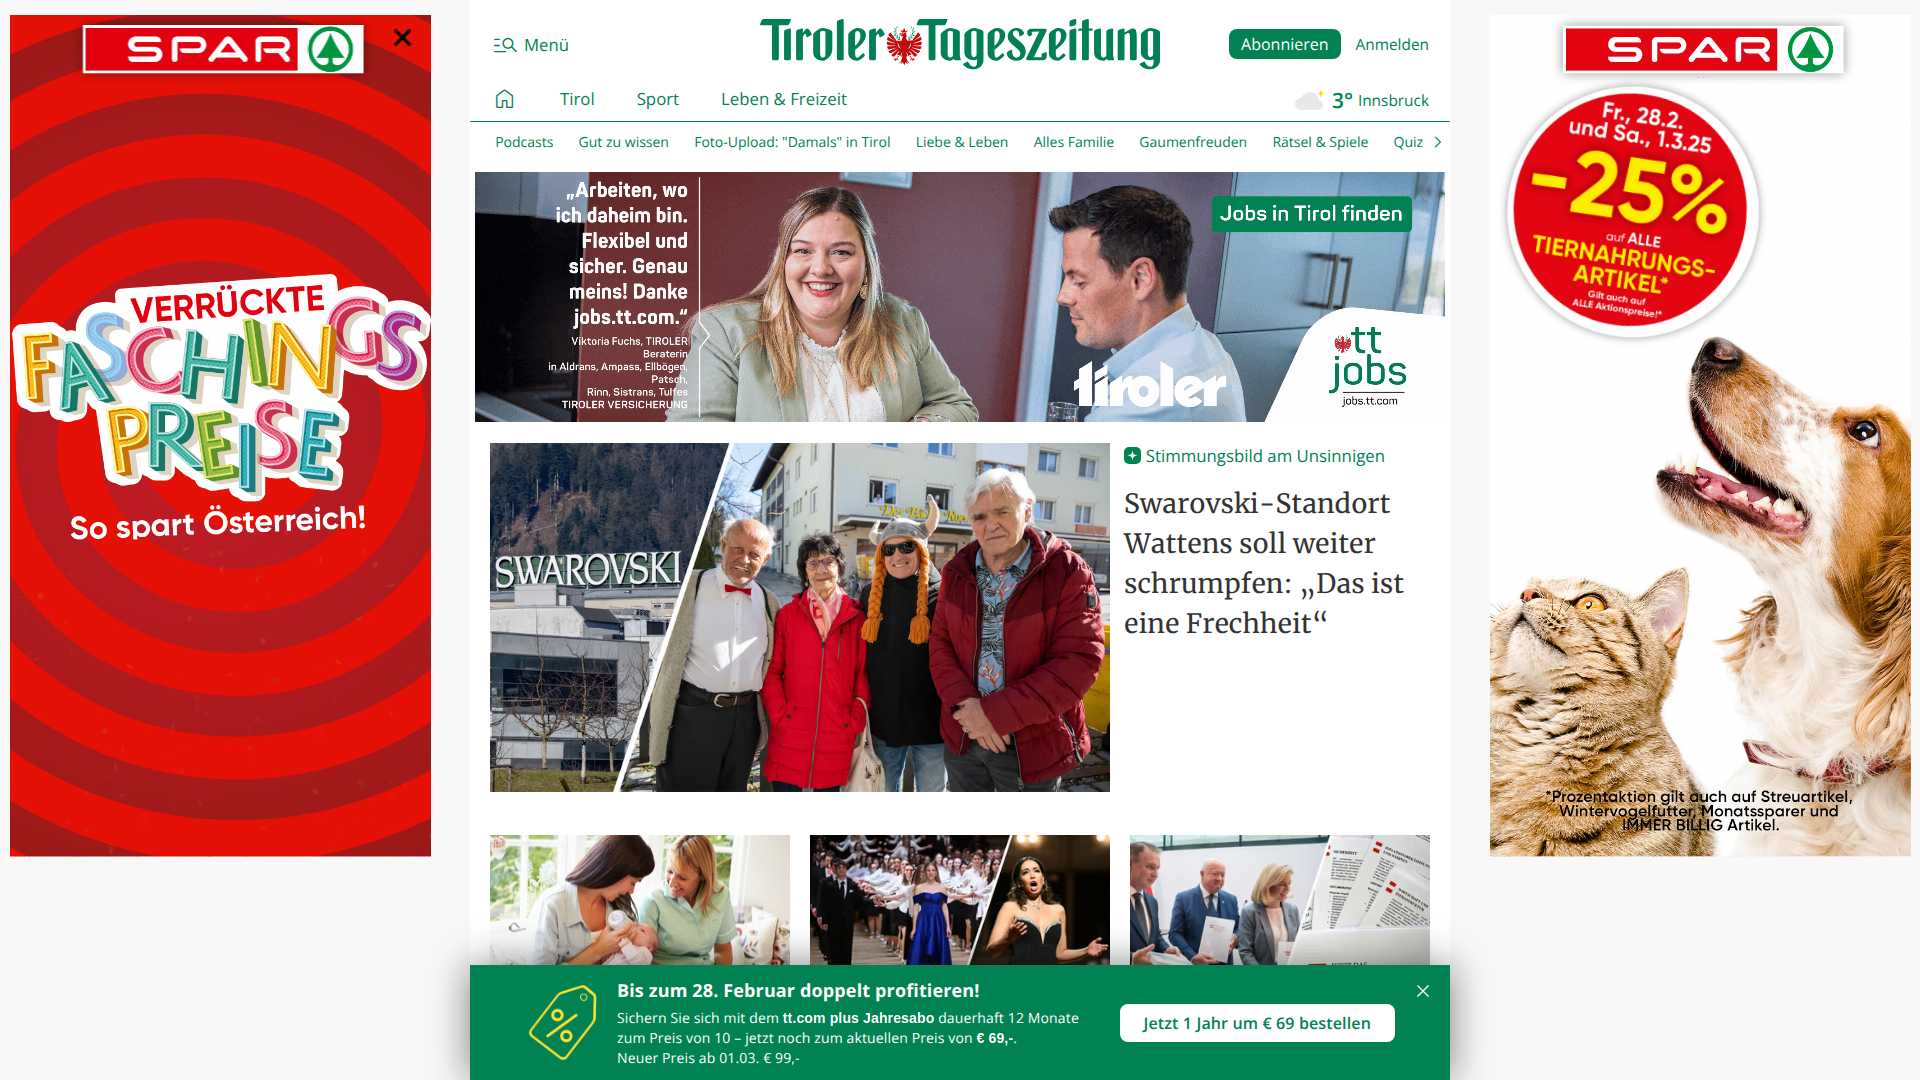 SPAR
VERRÜCKTE
FASCHINGS
PREISE
So spart Österreich!
Menü
Tiroler Tageszeitung
Abonnieren
Anmelden
Tirol
Sport
Leben & Freizeit
3° Innsbruck
Podcasts
Gut zu wissen
Foto-Upload: "Damals" in Tirol
Liebe & Leben
Alles Familie
Gaumenfreuden
Rätsel & Spiele
Quiz
„Arbeiten, wo
ich daheim bin.
Flexibel und
sicher. Genau
meins! Danke
jobs.tt.com.“
Viktoria Fuchs, TIROLER
Beraterin
in Aldrans, Ampass, Ellbögen,
Patsch,
Rinn, Sistrans, Tulfes
TIROLER VERSICHERUNG
tiroler
Jobs in Tirol finden
tt
jobs
jobs.tt.com
SWAROVSKI
Stimmungsbild am Unsinnigen
Swarovski-Standort
Wattens soll weiter
schrumpfen: „Das ist
eine Frechheit“
Bis zum 28. Februar doppelt profitieren!
Sichern Sie sich mit dem tt.com plus Jahresabo dauerhaft 12 Monate
zum Preis von 10 – jetzt noch zum aktuellen Preis von € 69,-.
Neuer Preis ab 01.03. € 99,-
Jetzt 1 Jahr um € 69 bestellen
SPAR
Fr., 28.2.
und Sa., 1.3.25
-25%
auf ALLE
TIERNAHRUNGS-
ARTIKEL*
Gilt auch auf
ALLE Aktionspreise!*
*Prozentaktion gilt auch auf Streuartikel,
Wintervogelfutter, Monatssparer und
IMMER BILLIG Artikel.